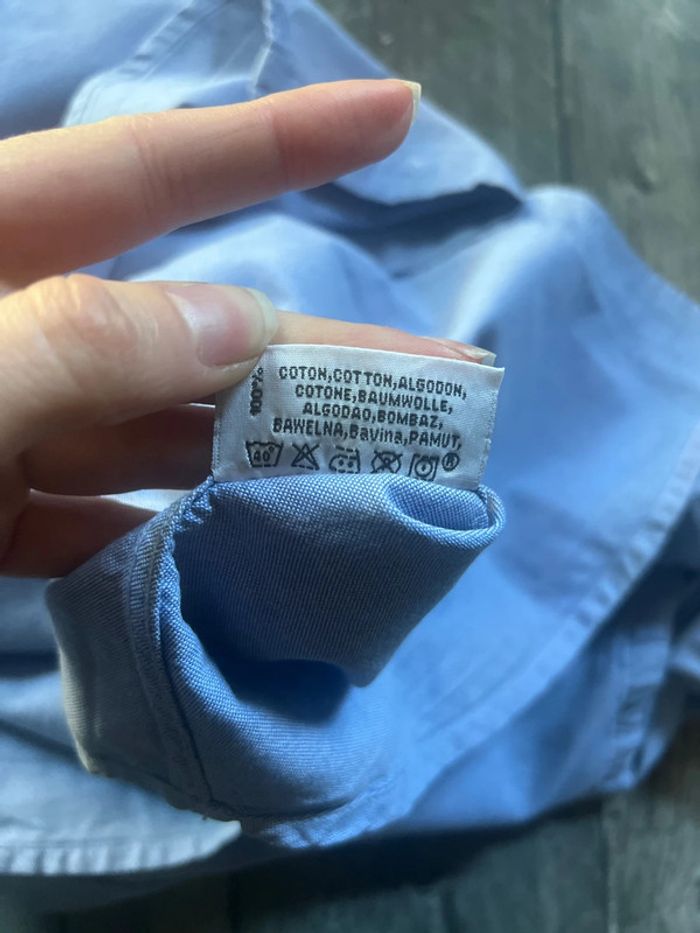 100%
COTON,COTTON,ALGODON,
COTONE,BAUMWOLLE,
ALGODAO,BOMBAZ,
BAWELNA,Bavlna,PAMUT,
40° ®